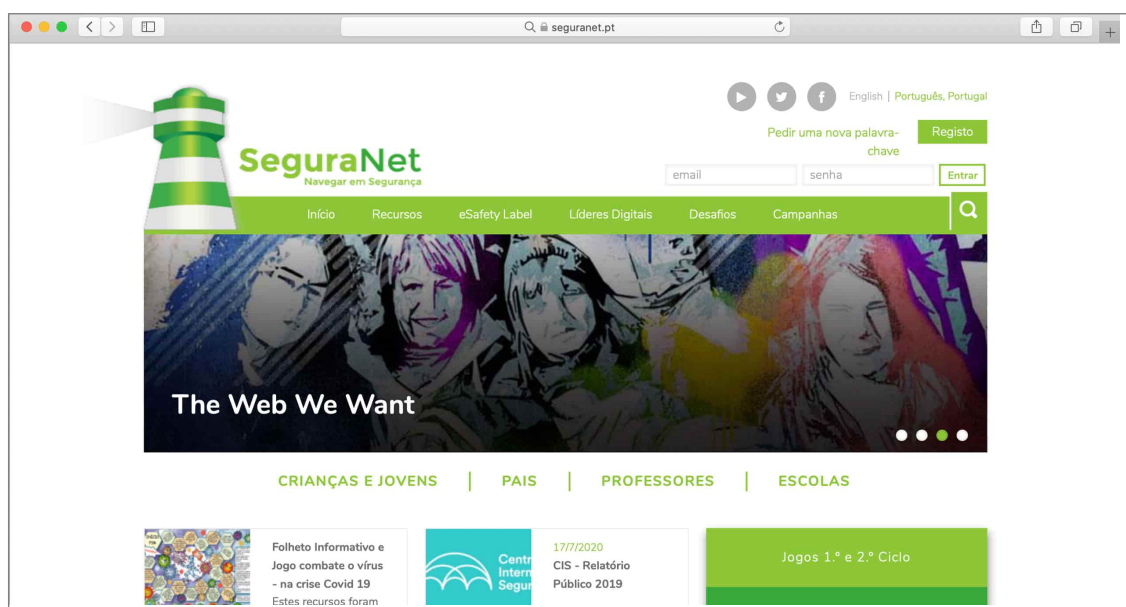 seguranet.pt
English | Português, Portugal
Pedir uma nova palavra-
chave
Registo
SeguraNet
Navegar em Segurança
email
senha
Entrar
Início Recursos eSafety Label Líderes Digitais Desafios Campanhas
The Web We Want
CRIANÇAS E JOVENS | PAIS | PROFESSORES | ESCOLAS
Folheto Informativo e
Jogo combate o vírus
- na crise Covid 19
Estes recursos foram
Centr
Intern
Segur
17/7/2020
CIS - Relatório
Público 2019
Jogos 1.º e 2.º Ciclo